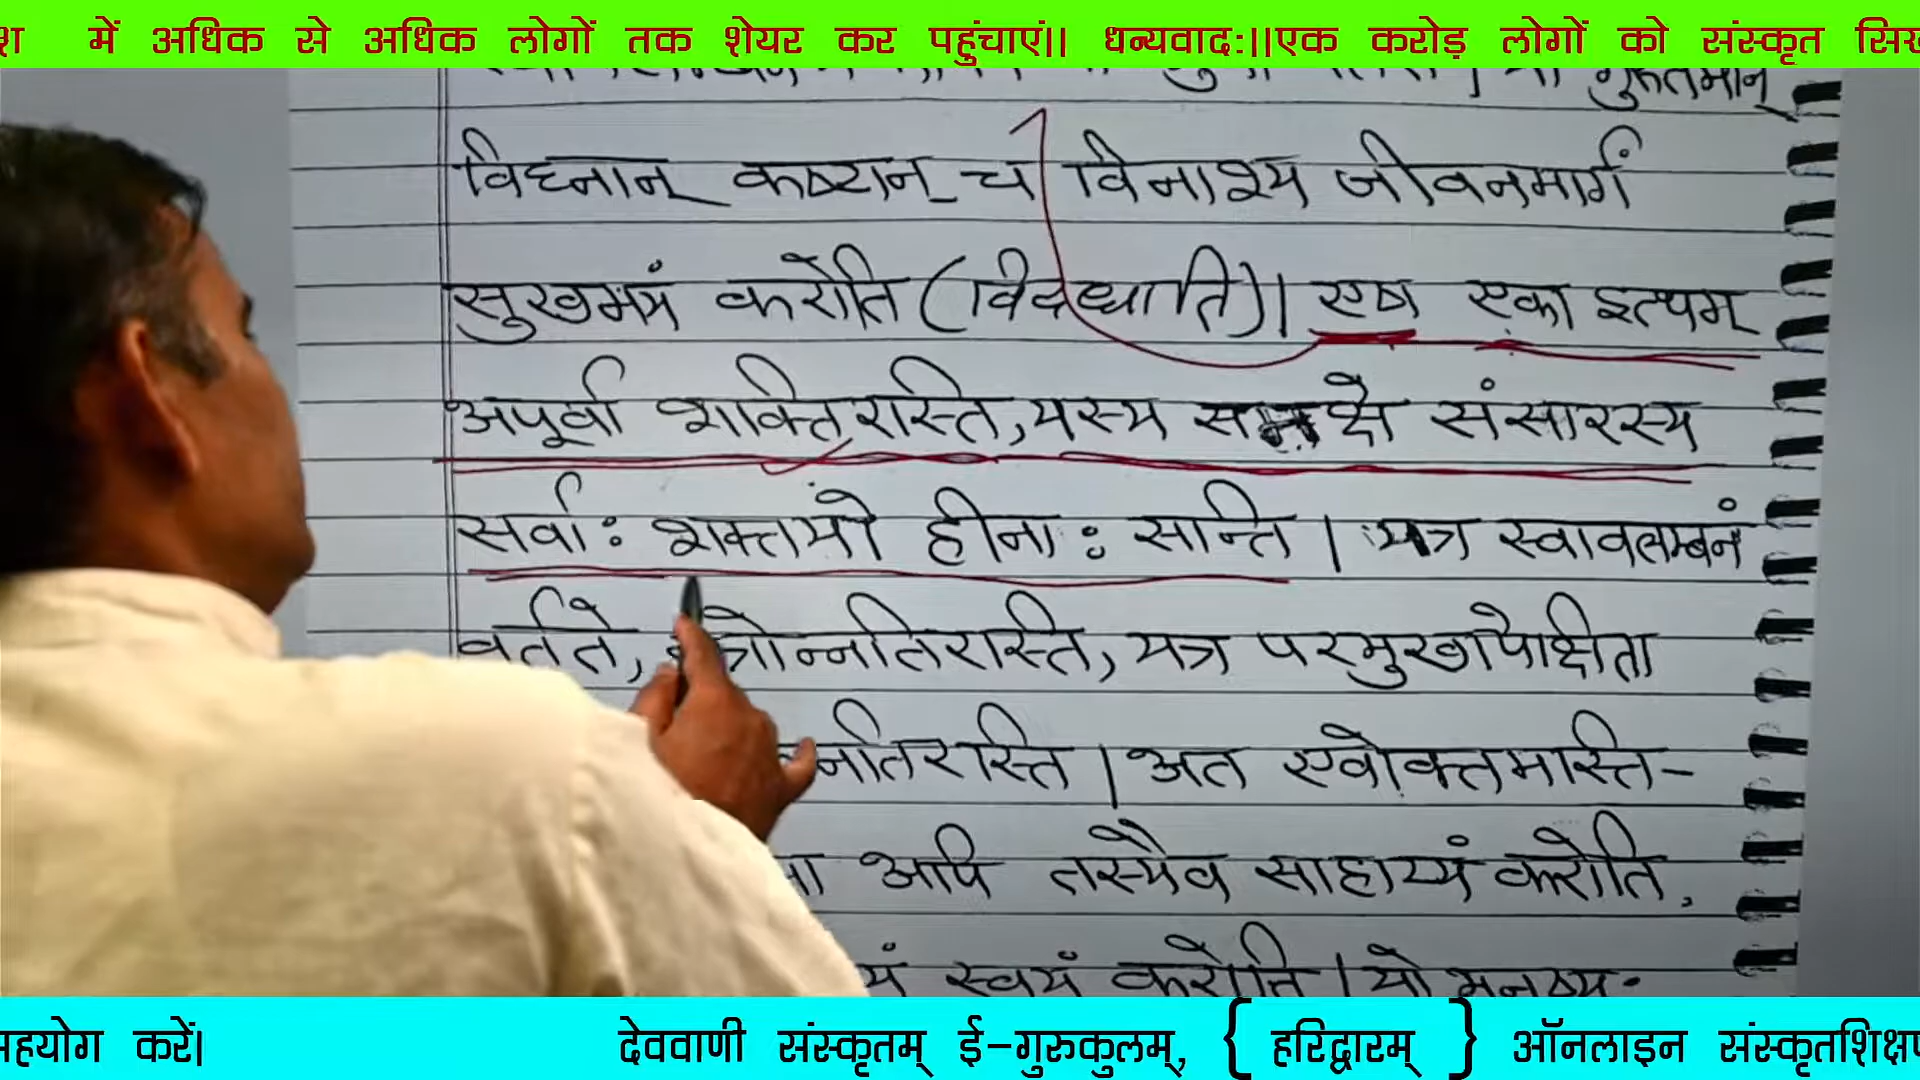 में अधिक से अधिक लोगों तक शेयर कर पहुंचाएं|| धन्यवादः||एक करोड़ लोगों को संस्कृत
गुरुतमान्
विघ्नान् कष्टान् च विनाश्य जीवनमार्गं
सुखमयं करोति (विदधाति)| एष एका इत्थम्
अपूर्वा शक्तिरस्ति, यस्य समक्षे संसारस्य
सर्वाः शक्तयो हीनाः सन्ति | यत्र स्वावलम्बनं
वर्तते, तत्रोन्नतिरस्ति, यत्र परमुखापेक्षिता
अत एवोक्तमस्ति-
अपि तस्यैव साहाय्यं करोति,
स्वयं करोति | यो मनुष्यः
सहयोग करें| देववाणी संस्कृतम् ई-गुरुकुलम्, { हरिद्वारम् } ऑनलाइन